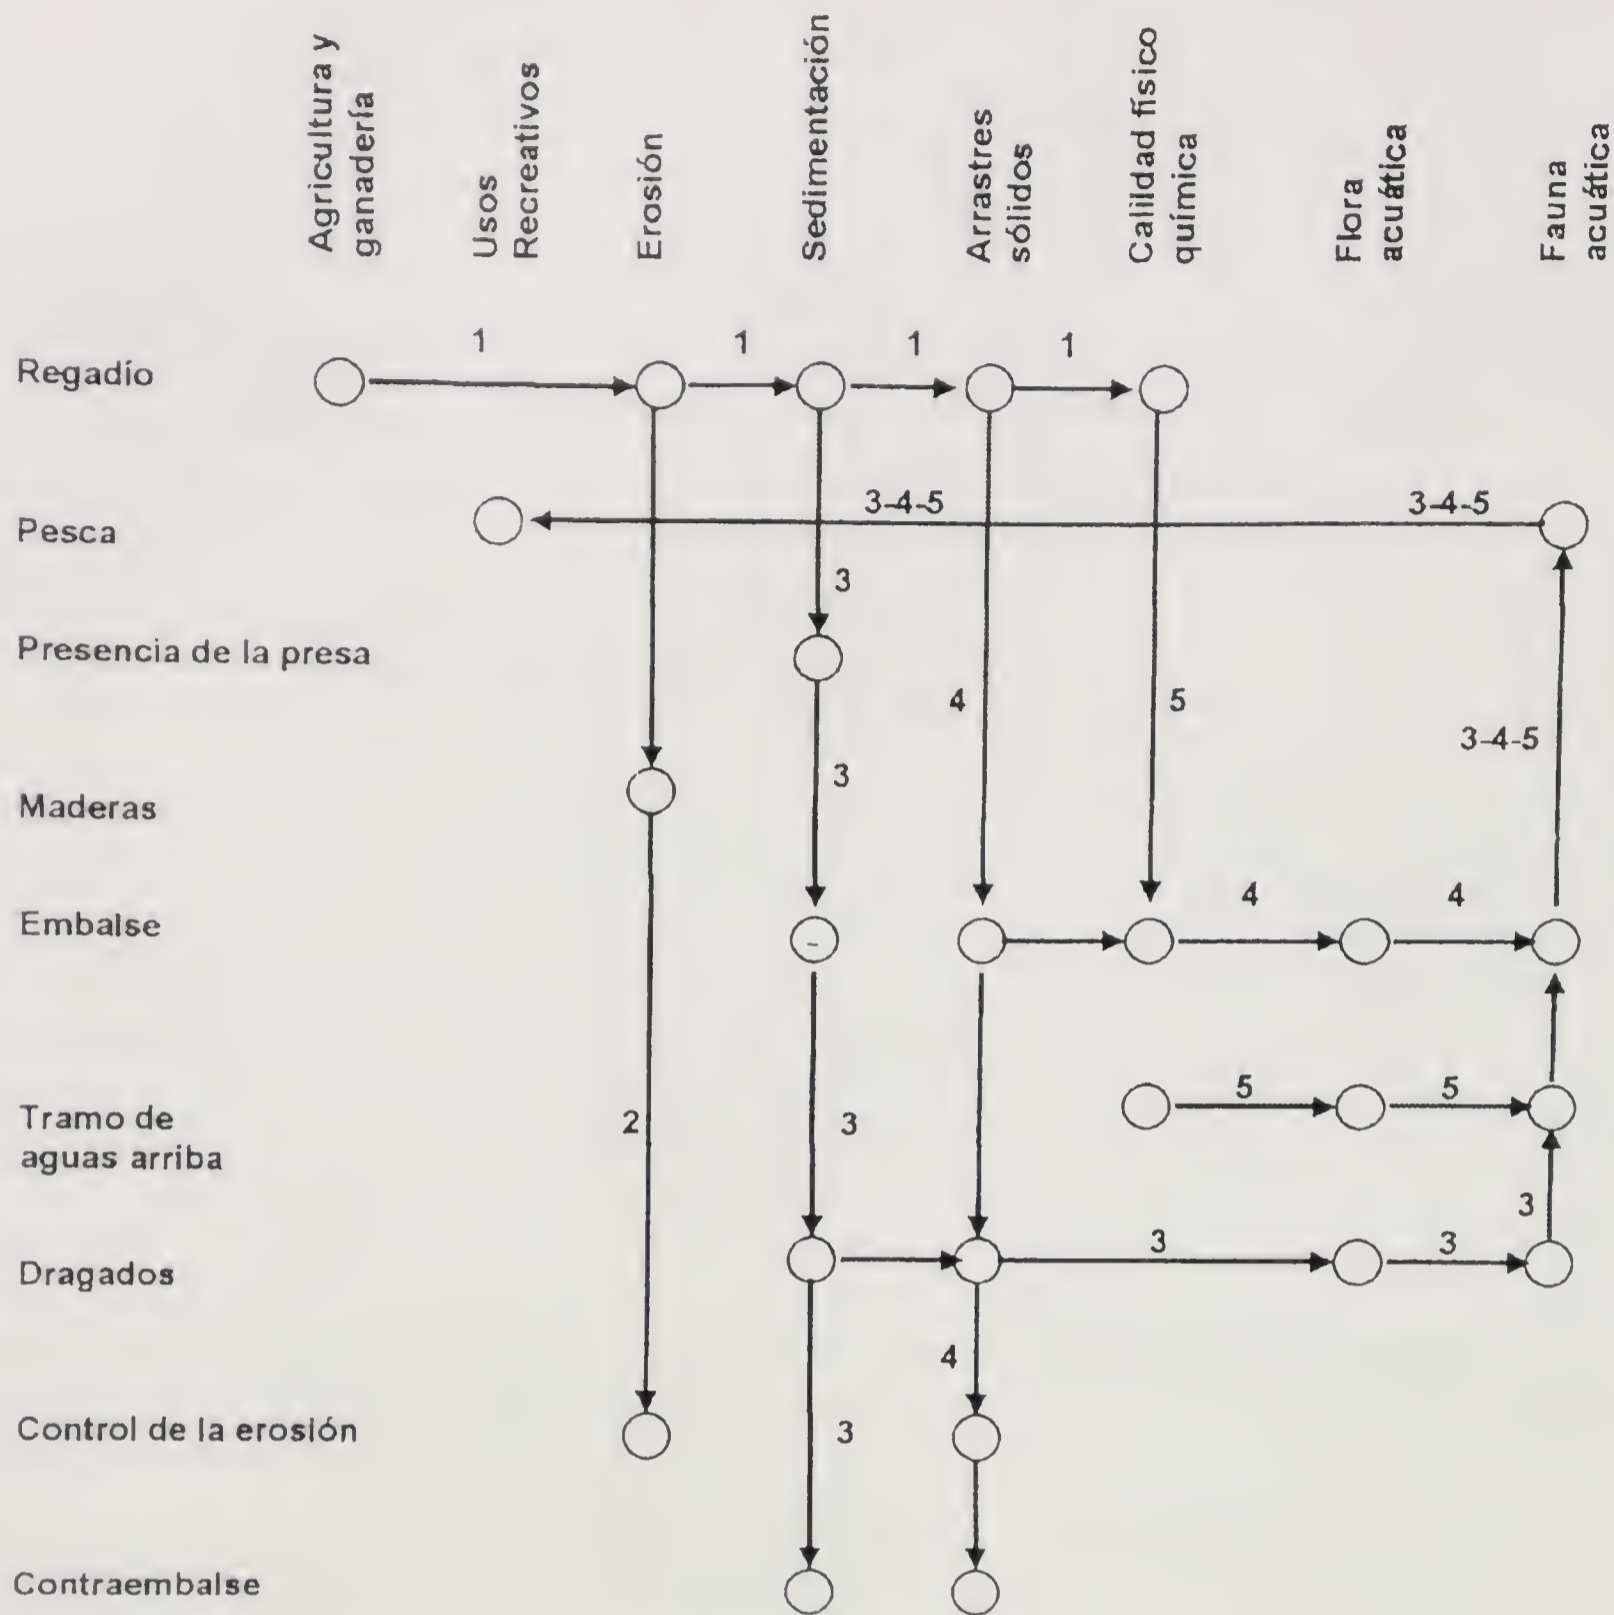 Agricultura y
ganadería
Usos
Recreativos
Erosión
Sedimentación
Arrastres
sólidos
Calildad físico
química
Flora
acuática
Fauna
acuática
Regadío
1
1
1
1
Pesca
3-4-5
3-4-5
3
Presencia de la presa
4
5
3-4-5
3
Maderas
Embalse
4
4
Tramo de
aguas arriba
2
3
5
5
3
Dragados
3
3
4
Control de la erosión
3
Contraembalse